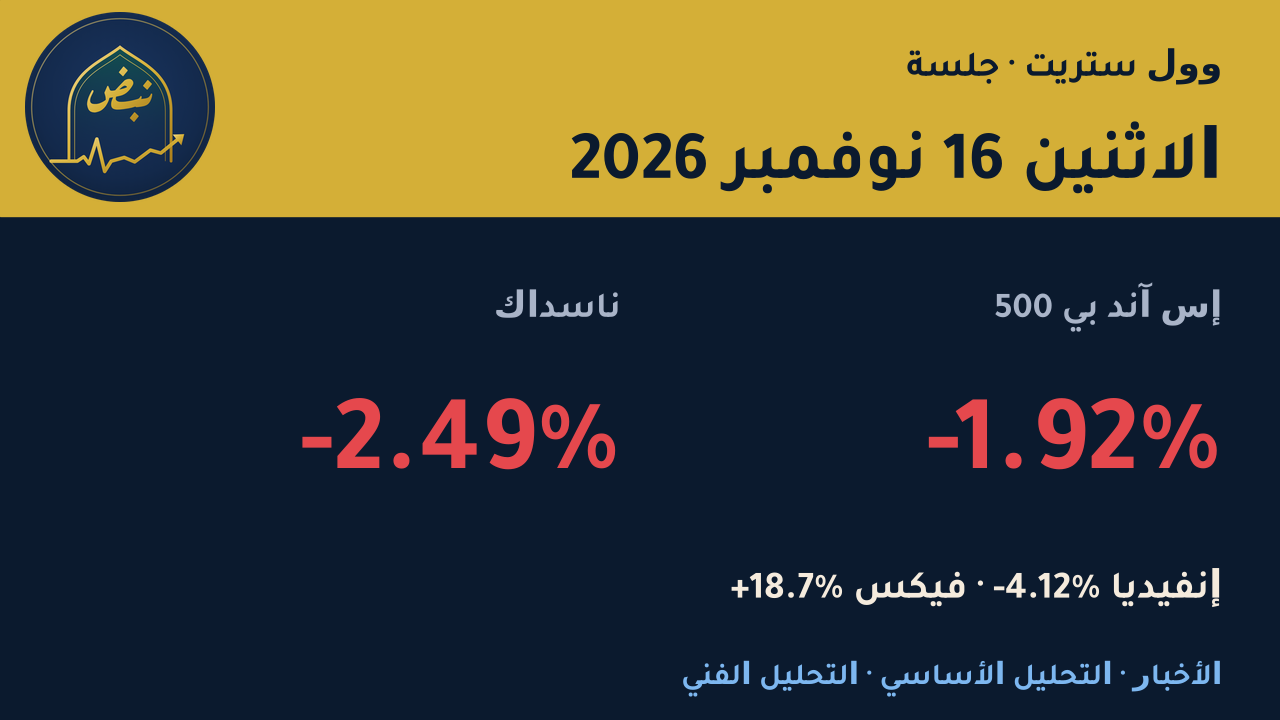 نبض
وول ستريت · جلسة
الاثنين 16 نوفمبر 2026
إس آند بي 500
ناسداك
-1.92%
-2.49%
إنفيديا -4.12% · فيكس +18.7%
الأخبار · التحليل الأساسي · التحليل الفني